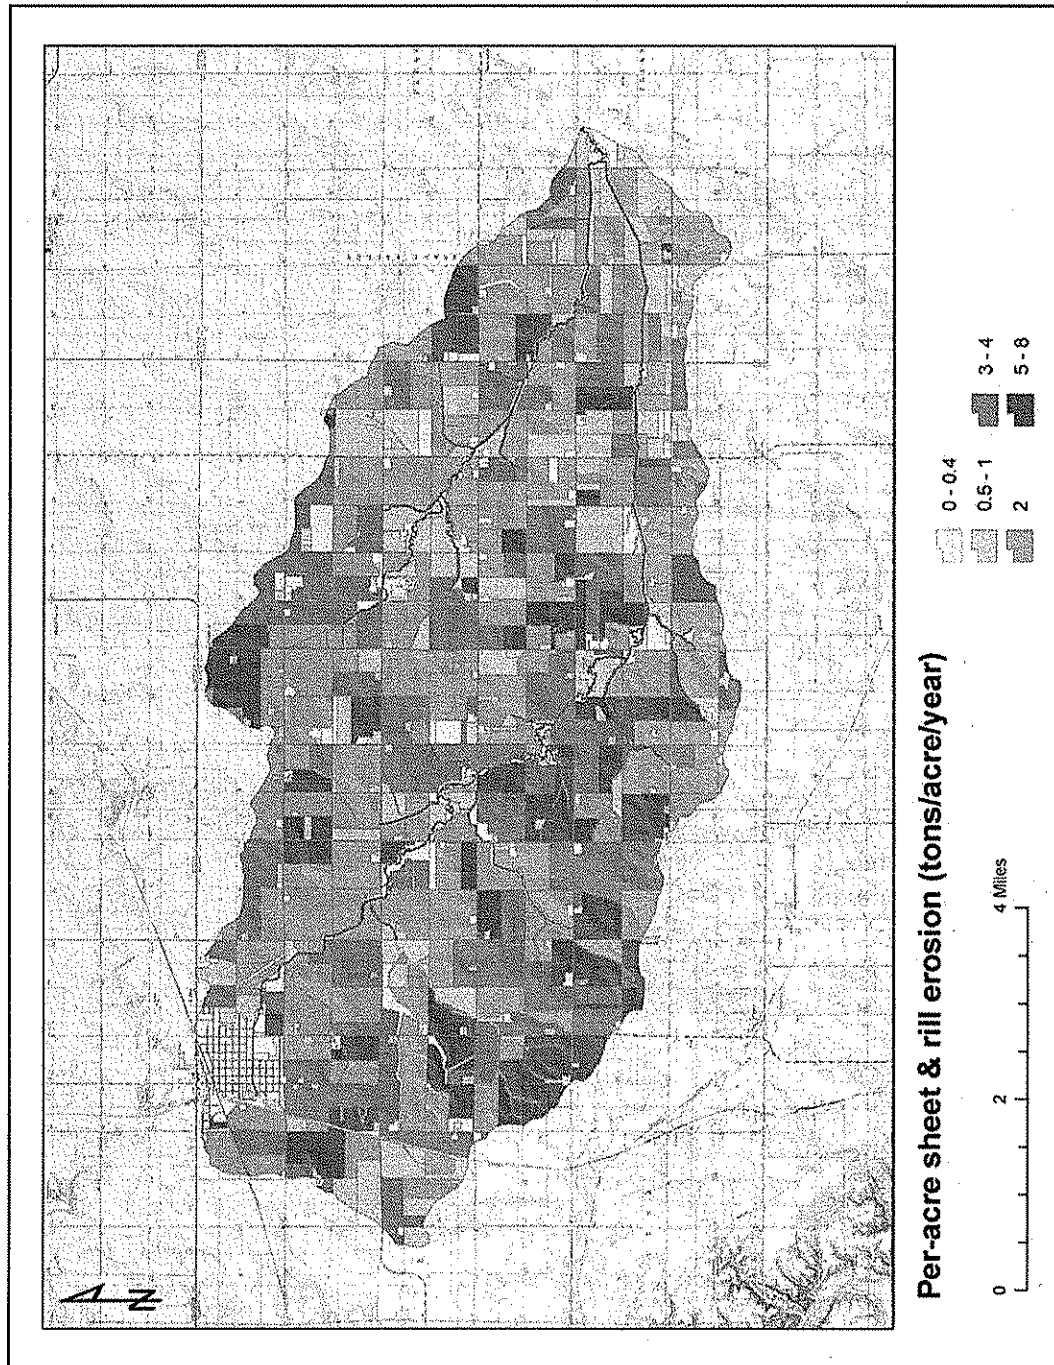 N
Per-acre sheet & rill erosion (tons/acre/year)
0 - 0.4
0.5 - 1
2
3 - 4
5 - 8
0 2 4 Miles